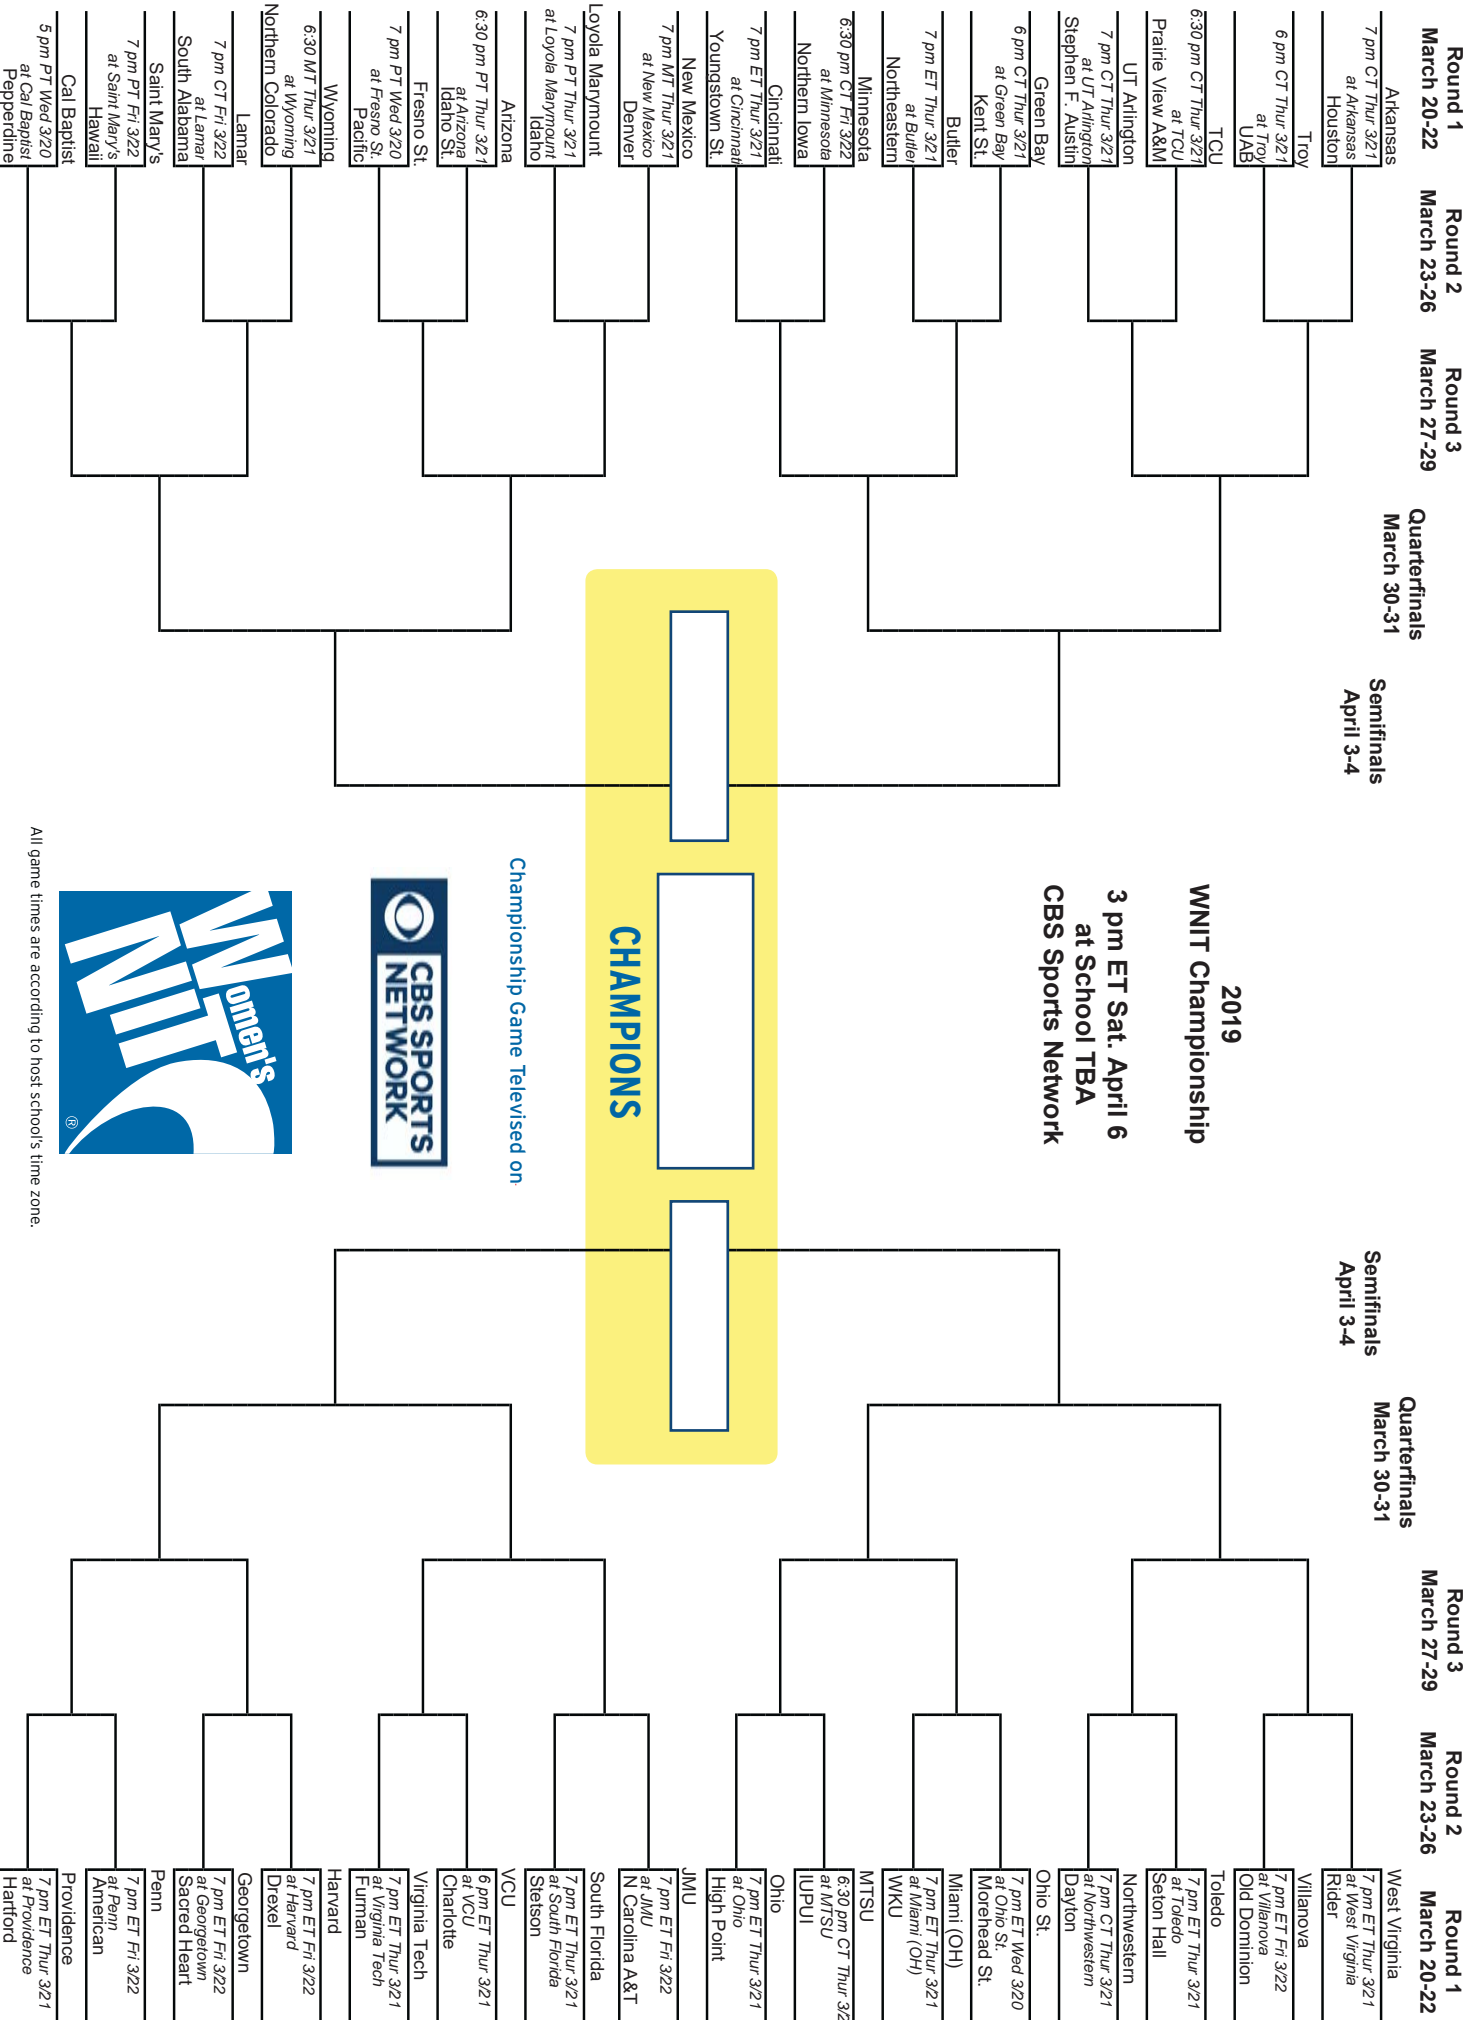 Round 1
March 20-22
Round 2
March 23-26
Round 3
March 27-29
Quarterfinals
March 30-31
Semifinals
April 3-4
Semifinals
April 3-4
Quarterfinals
March 30-31
Round 3
March 27-29
Round 2
March 23-26
Round 1
March 20-22
Arkansas
7 pm CT Thur 3/21
at Arkansas
Houston
Troy
6 pm CT Thur 3/21
at Troy
UAB
TCU
6:30 pm CT Thur 3/21
at TCU
Prairie View A&M
UT Arlington
7 pm CT Thur 3/21
at UT Arlington
Stephen F. Austin
Green Bay
6 pm CT Thur 3/21
at Green Bay
Kent St.
Butler
7 pm ET Thur 3/21
at Butler
Northeastern
Minnesota
6:30 pm CT Fri 3/22
at Minnesota
Northern Iowa
Cincinnati
7 pm ET Thur 3/21
at Cincinnati
Youngstown St.
New Mexico
7 pm MT Thur 3/21
at New Mexico
Denver
Loyola Marymount
7 pm PT Thur 3/21
at Loyola Marymount
Idaho
Arizona
6:30 pm PT Thur 3/21
at Arizona
Idaho St.
Fresno St.
7 pm PT Wed 3/20
at Fresno St.
Pacific
Wyoming
6:30 MT Thur 3/21
at Wyoming
Northern Colorado
Lamar
7 pm CT Fri 3/22
at Lamar
South Alabama
Saint Mary's
7 pm PT Fri 3/22
at Saint Mary's
Hawaii
Cal Baptist
5 pm PT Wed 3/20
at Cal Baptist
Pepperdine
2019
WNIT Championship
3 pm ET Sat. April 6
at School TBA
CBS Sports Network
CHAMPIONS
Championship Game Televised on
CBS SPORTS
NETWORK
Women's
NIT
®
All game times are according to host school's time zone.
West Virginia
7 pm ET Thur 3/21
at West Virginia
Rider
Villanova
7 pm ET Fri 3/22
at Villanova
Old Dominion
Toledo
7 pm ET Thur 3/21
at Toledo
Seton Hall
Northwestern
7 pm CT Thur 3/21
at Northwestern
Dayton
Ohio St.
7 pm ET Wed 3/20
at Ohio St.
Morehead St.
Miami (OH)
7 pm ET Thur 3/21
at Miami (OH)
WKU
MTSU
6:30 pm CT Thur 3/2
at MTSU
IUPUI
Ohio
7 pm ET Thur 3/21
at Ohio
High Point
JMU
7 pm ET Fri 3/22
at JMU
N Carolina A&T
South Florida
7 pm ET Thur 3/21
at South Florida
Stetson
VCU
6 pm ET Thur 3/21
at VCU
Charlotte
Virginia Tech
7 pm ET Thur 3/21
at Virginia Tech
Furman
Harvard
7 pm ET Fri 3/22
at Harvard
Drexel
Georgetown
7 pm ET Fri 3/22
at Georgetown
Sacred Heart
Penn
7 pm ET Fri 3/22
at Penn
American
Providence
7 pm ET Thur 3/21
at Providence
Hartford